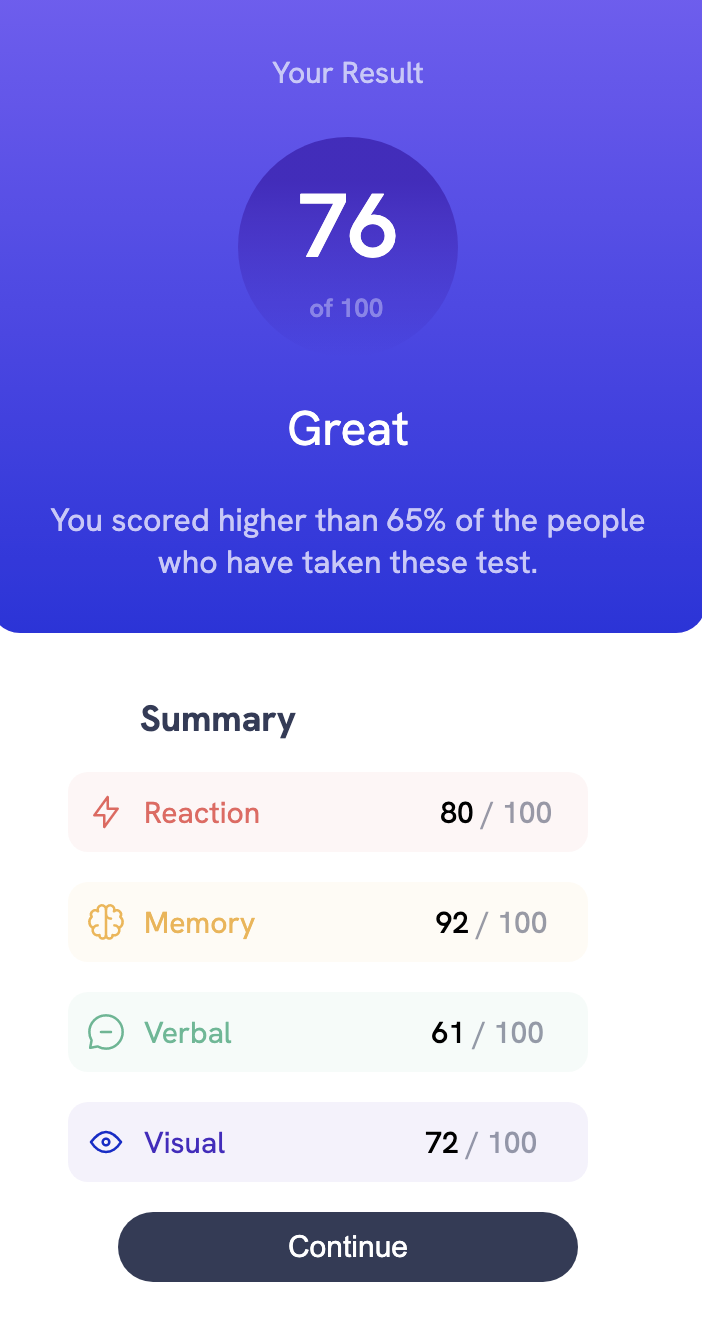 Your Result
76
of 100
Great
You scored higher than 65% of the people
who have taken these test.
Summary
Reaction 80 / 100
Memory 92 / 100
Verbal 61 / 100
Visual 72 / 100
Continue